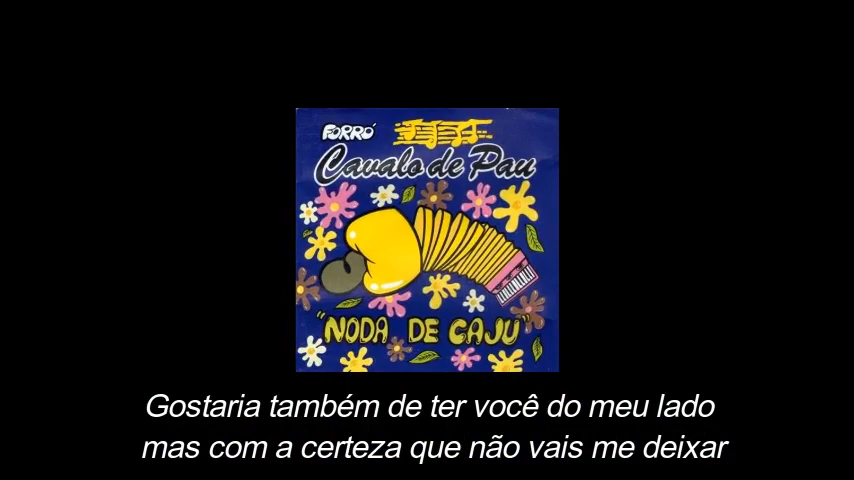 FORRÓ
Cavalo de Pau
"NODA DE CAJU"
Gostaria também de ter você do meu lado
mas com a certeza que não vais me deixar